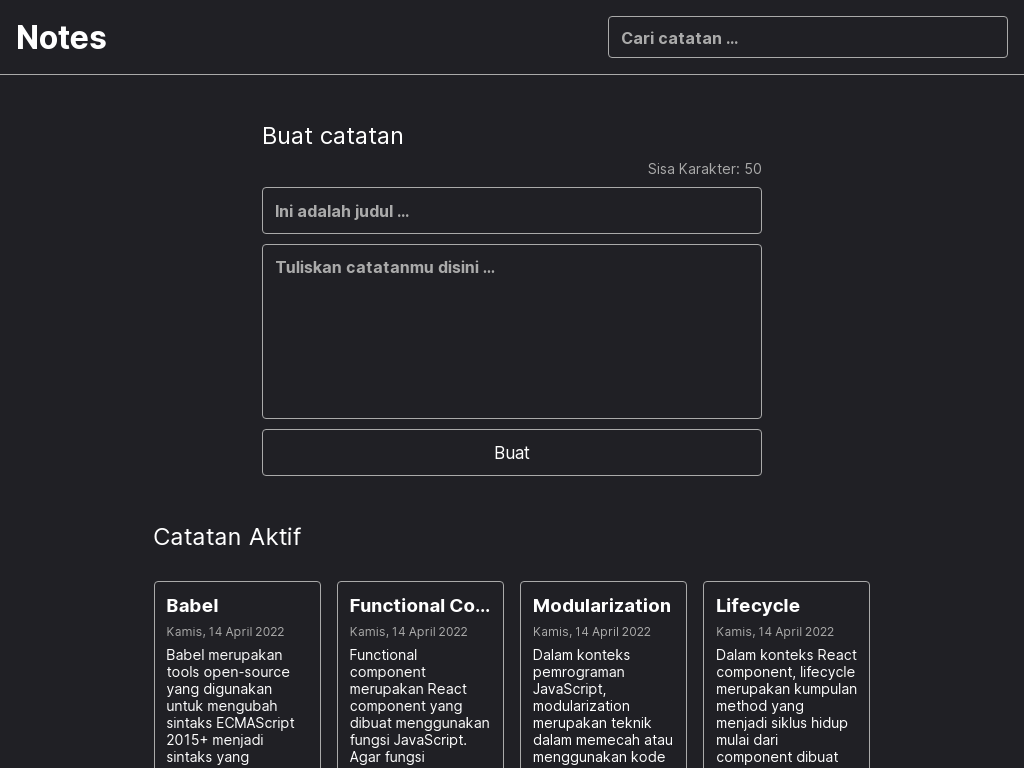 Notes
Cari catatan ...
Buat catatan
Sisa Karakter: 50
Ini adalah judul ...
Tuliskan catatanmu disini ...
Buat
Catatan Aktif
Babel
Kamis, 14 April 2022
Babel merupakan
tools open-source
yang digunakan
untuk mengubah
sintaks ECMAScript
2015+ menjadi
sintaks yang
Functional Co...
Kamis, 14 April 2022
Functional
component
merupakan React
component yang
dibuat menggunakan
fungsi JavaScript.
Agar fungsi
Modularization
Kamis, 14 April 2022
Dalam konteks
pemrograman
JavaScript,
modularization
merupakan teknik
dalam memecah atau
menggunakan kode
Lifecycle
Kamis, 14 April 2022
Dalam konteks React
component, lifecycle
merupakan kumpulan
method yang
menjadi siklus hidup
mulai dari
component dibuat